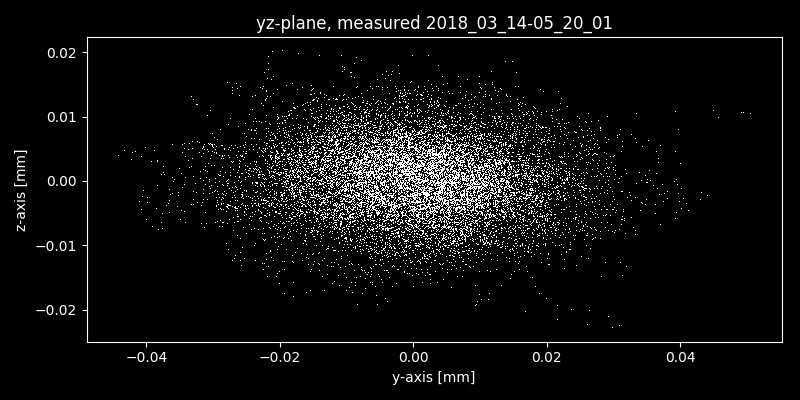 yz-plane, measured 2018_03_14-05_20_01
0.02
0.01
0.00
−0.01
−0.02
z-axis [mm]
−0.04 −0.02 0.00 0.02 0.04
y-axis [mm]